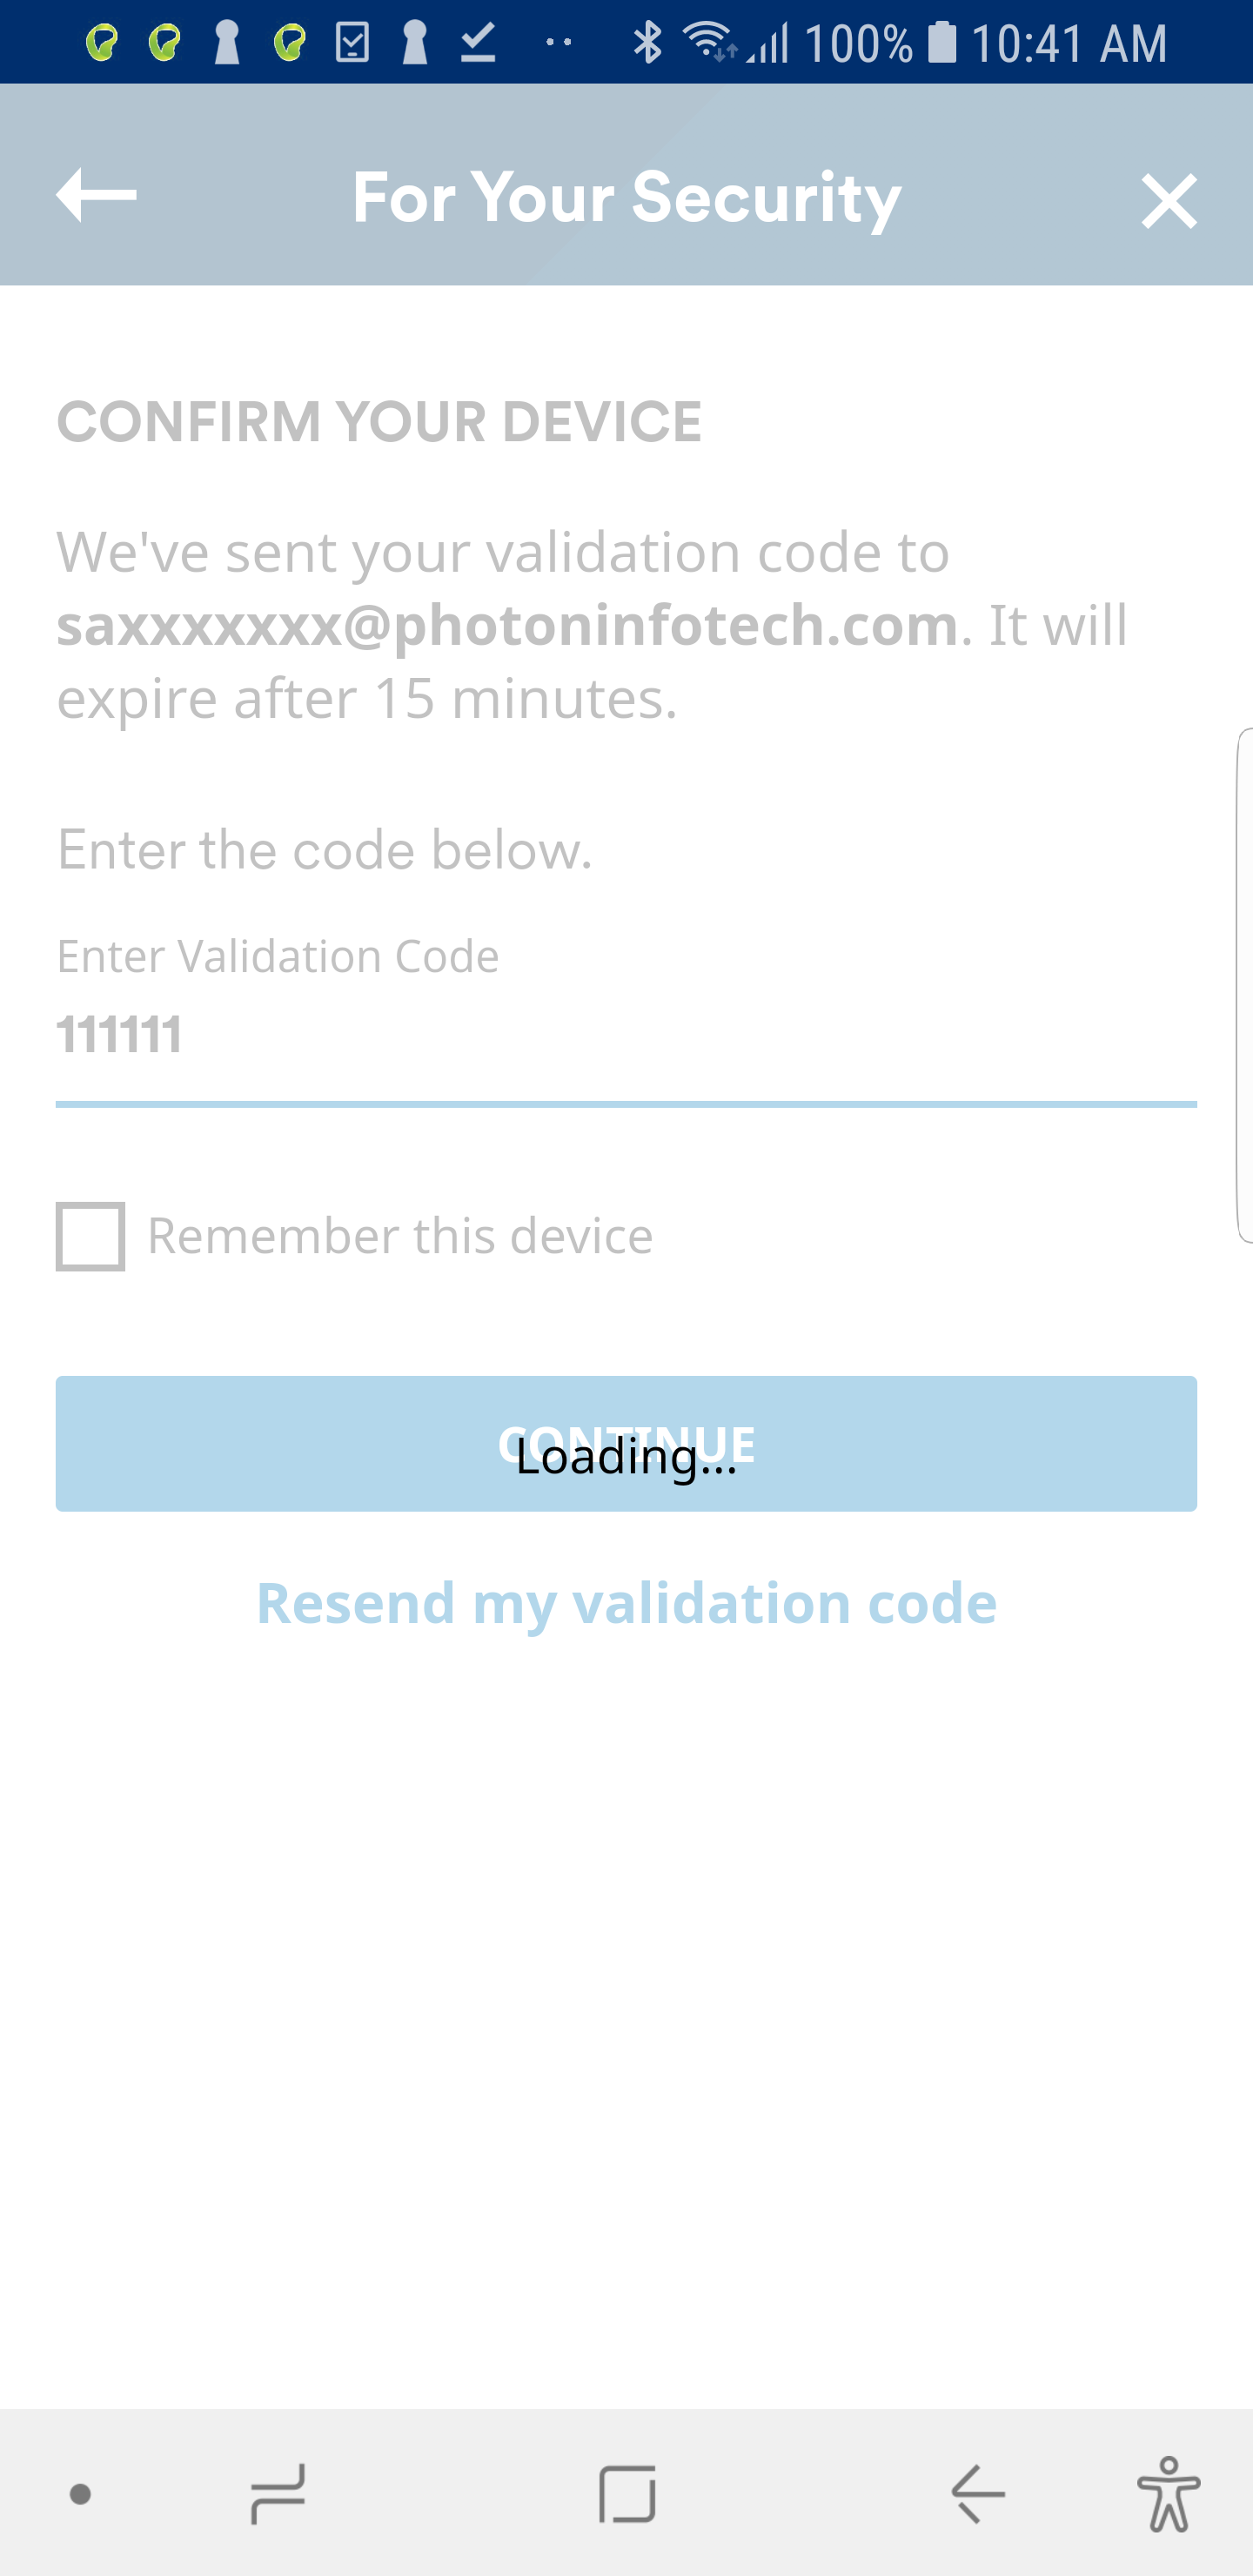 100% 10:41 AM
For Your Security
CONFIRM YOUR DEVICE
We've sent your validation code to
saxxxxxxx@photoninfotech.com. It will
expire after 15 minutes.
Enter the code below.
Enter Validation Code
111111
Remember this device
CONTINUE
Loading...
Resend my validation code